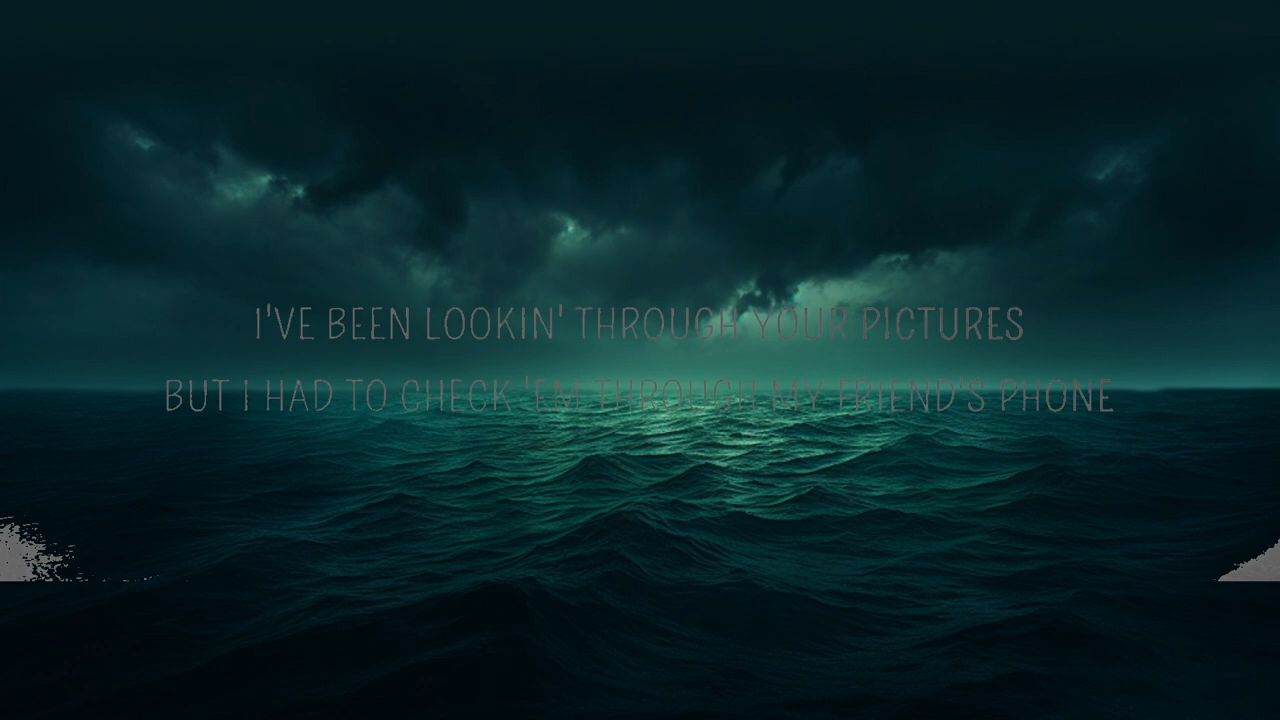 I'VE BEEN LOOKIN' THROUGH YOUR PICTURES
BUT I HAD TO CHECK 'EM THROUGH MY FRIEND'S PHONE